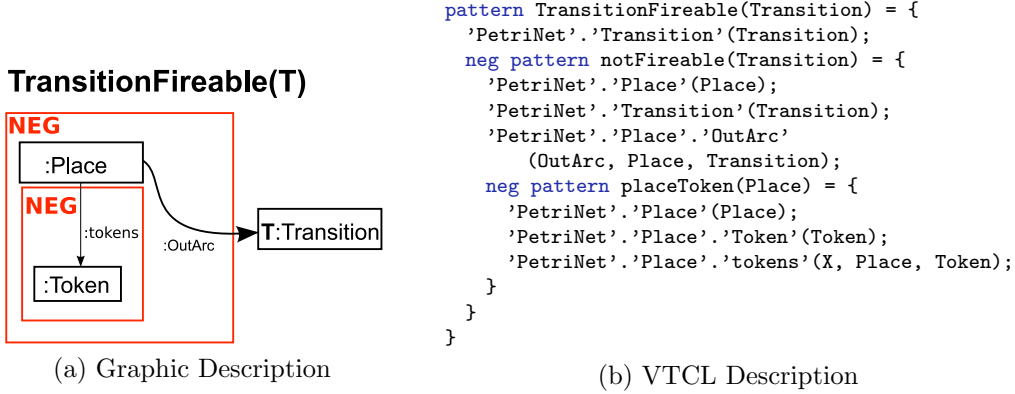 TransitionFireable(T)
NEG
:Place
NEG
:tokens
:OutArc
T:Transition
:Token
(a) Graphic Description
pattern TransitionFireable(Transition) = {
’PetriNet’.’Transition’(Transition);
neg pattern notFireable(Transition) = {
’PetriNet’.’Place’(Place);
’PetriNet’.’Transition’(Transition);
’PetriNet’.’Place’.’OutArc’
(OutArc, Place, Transition);
neg pattern placeToken(Place) = {
’PetriNet’.’Place’(Place);
’PetriNet’.’Place’.’Token’(Token);
’PetriNet’.’Place’.’tokens’(X, Place, Token);
}
}
}
(b) VTCL Description